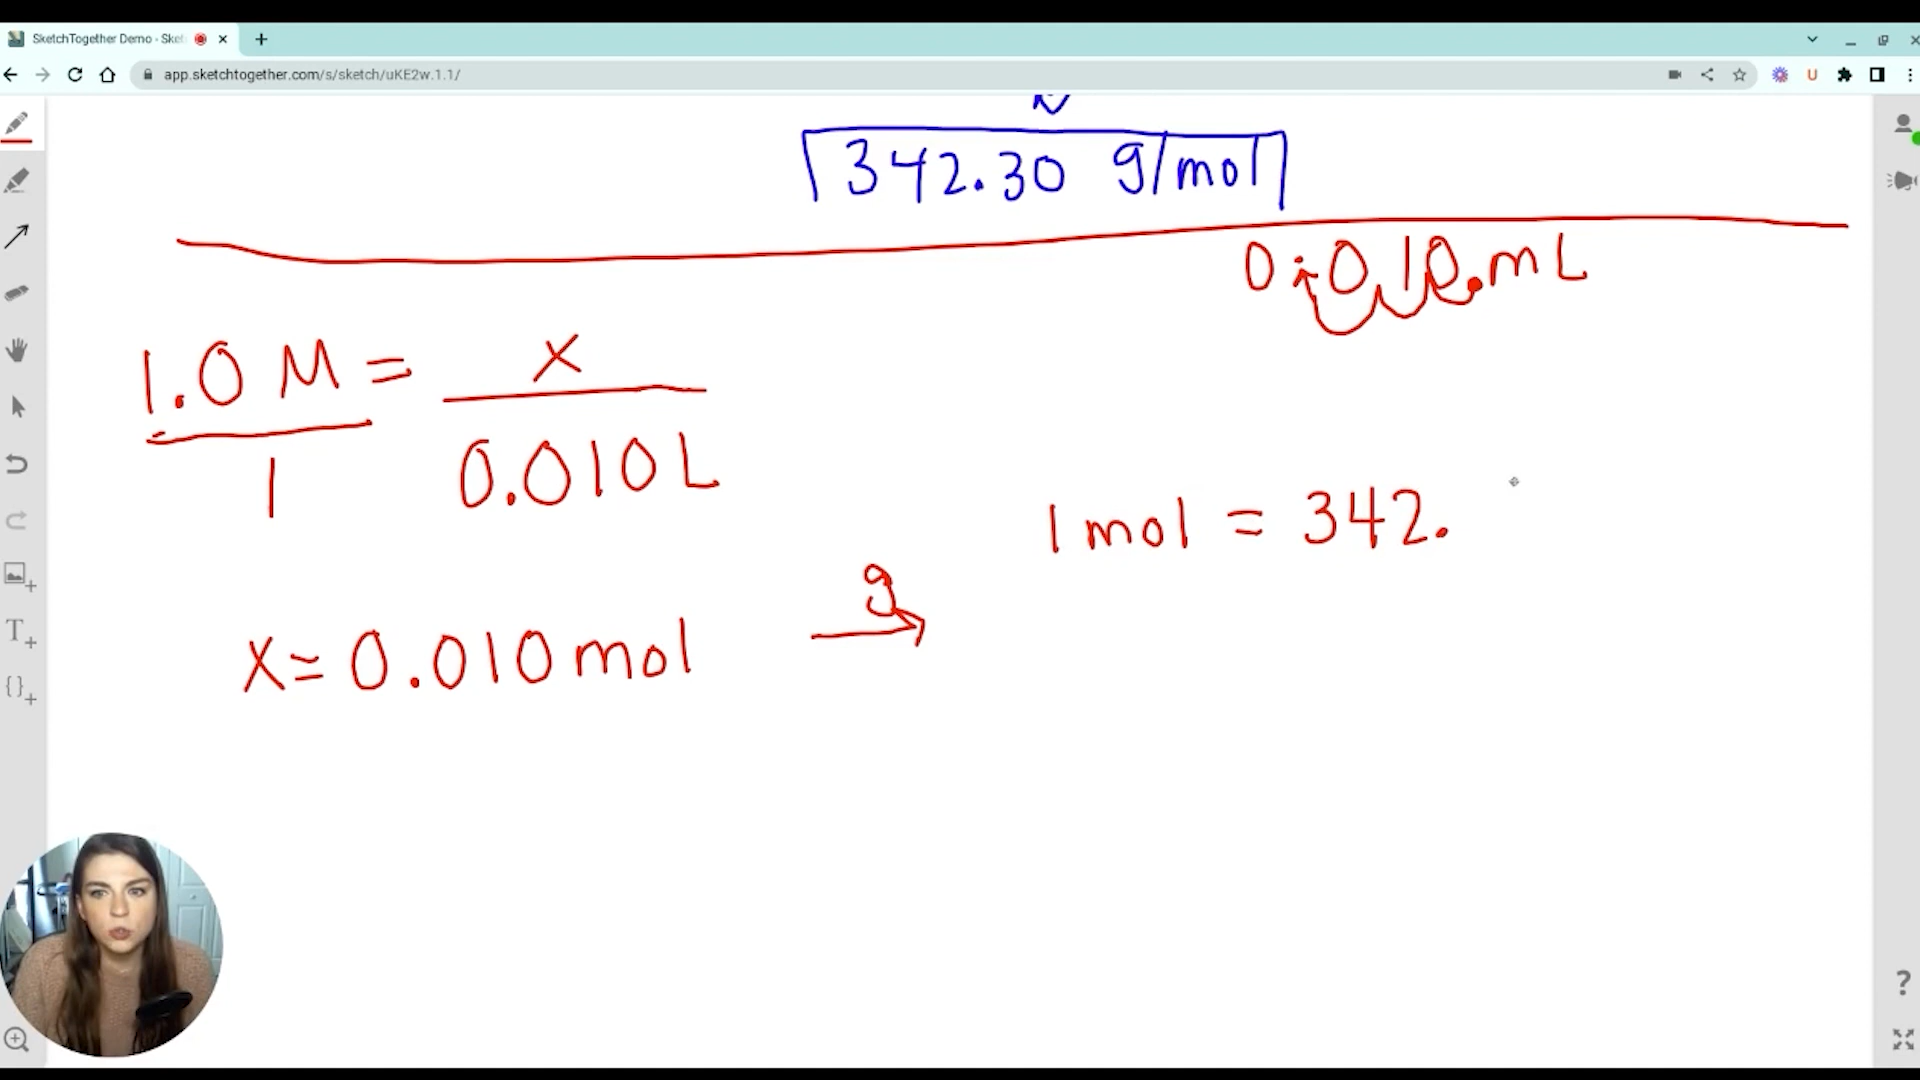 SketchTogether Demo - Sket
app.sketchtogether.com/s/sketch/uKE2w.1.1/
342.30 g/mol
0.010.mL
1.0 M = x
1 0.010L
1 mol = 342.
g
x = 0.010 mol